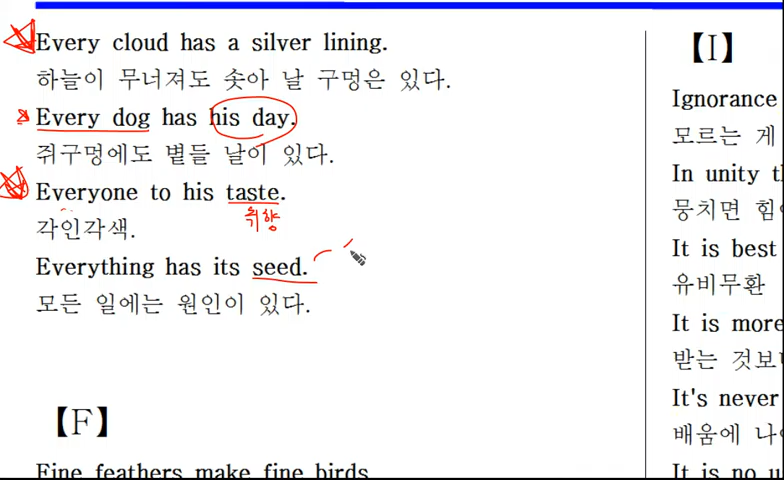 Every cloud has a silver lining.
하늘이 무너져도 솟아 날 구멍은 있다.
Every dog has his day.
쥐구멍에도 볕들 날이 있다.
Everyone to his taste.
취향
각인각색.
Everything has its seed.
모든 일에는 원인이 있다.
【F】
Fine feathers make fine birds
【I】
Ignorance
모르는 게
In unity
뭉치면
It is best
유비무환
It is more
받는
It's never
배움에
It is no